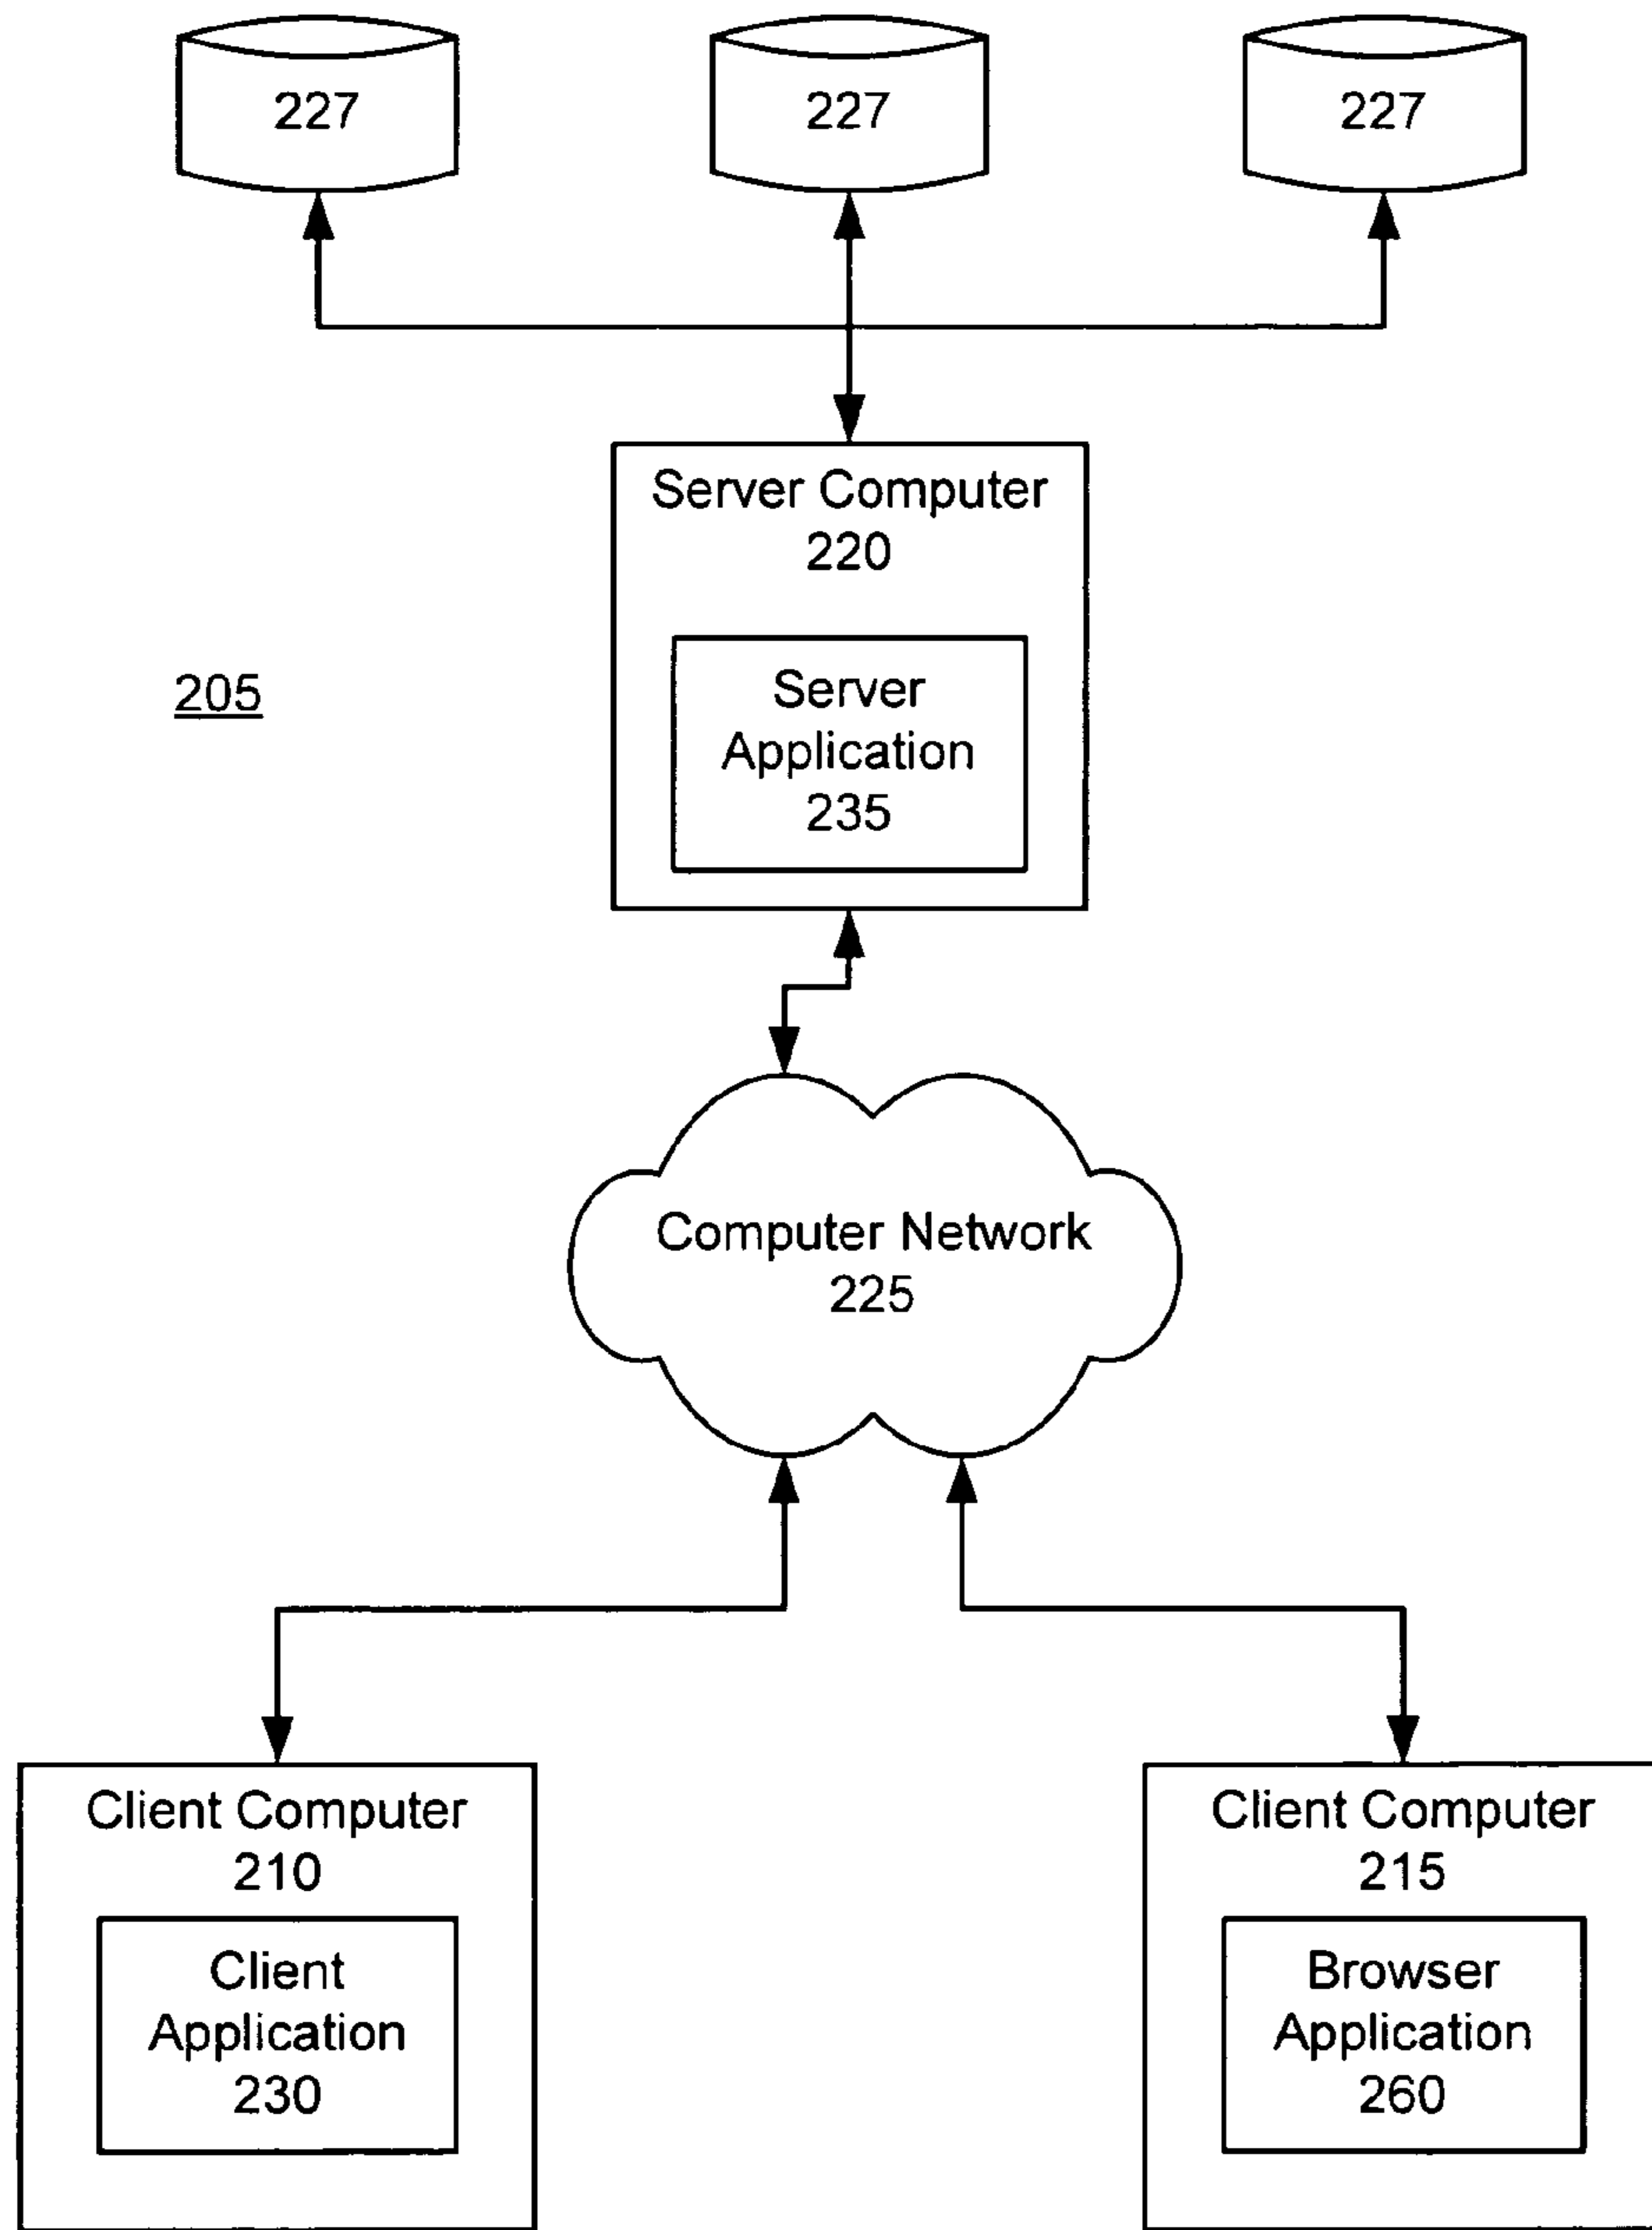 227
227
227
Server Computer
220
205
Server
Application
235
Computer Network
225
Client Computer
210
Client
Application
230
Client Computer
215
Browser
Application
260